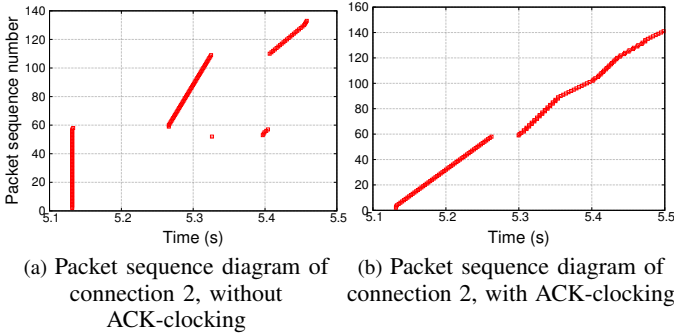 Packet sequence number
140
120
100
80
60
40
20
0
5.1 5.2 5.3 5.4 5.5
Time (s)
160
140
120
100
80
60
40
20
0
5.1 5.2 5.3 5.4 5.5
Time (s)
(a) Packet sequence diagram of
connection 2, without
ACK-clocking
(b) Packet sequence diagram of
connection 2, with ACK-clocking